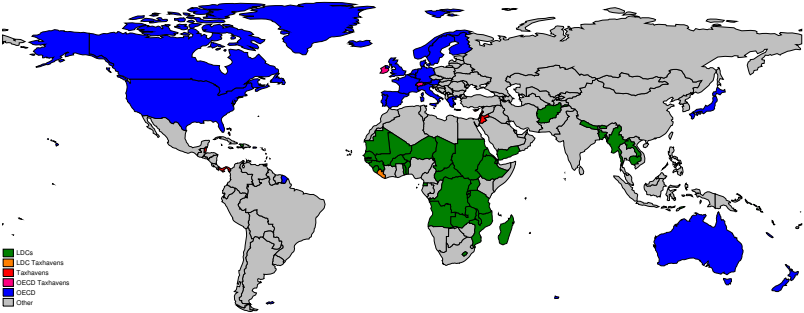 LDCs
LDC Taxhavens
Taxhavens
OECD Taxhavens
OECD
Other